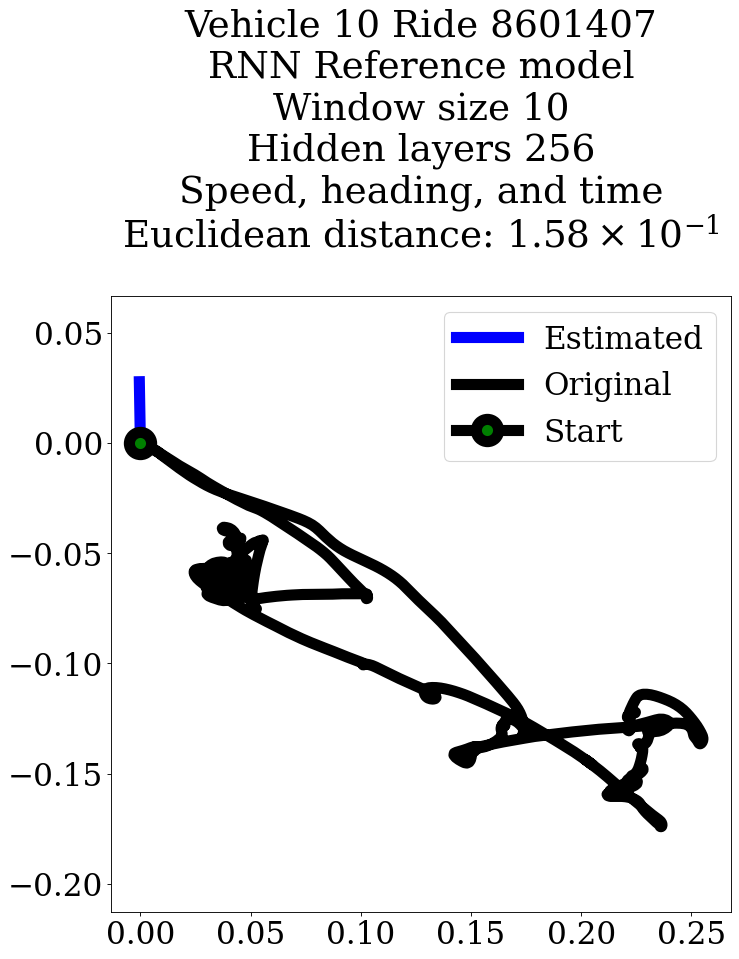 Vehicle 10 Ride 8601407
RNN Reference model
Window size 10
Hidden layers 256
Speed, heading, and time
Euclidean distance: 1.58 × 10⁻¹
Estimated
Original
Start
0.05
0.00
−0.05
−0.10
−0.15
−0.20
0.00 0.05 0.10 0.15 0.20 0.25